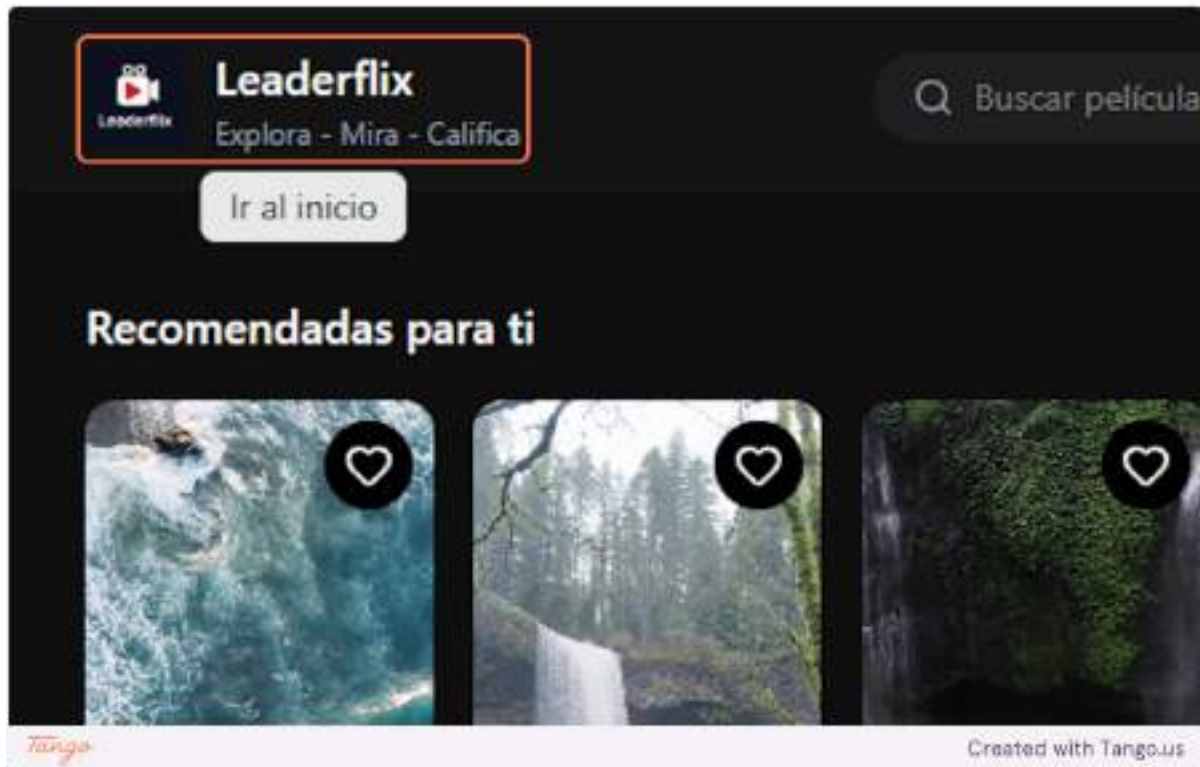 Leaderflix
Leaderflix
Explora - Mira - Califica
Buscar película
Ir al inicio
Recomendadas para ti
Tango
Created with Tango.us